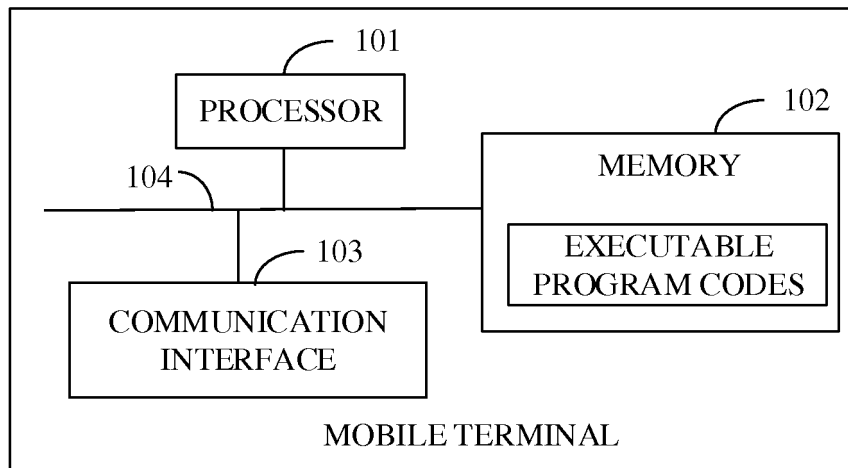 101
PROCESSOR
102
MEMORY
104
EXECUTABLE
PROGRAM CODES
103
COMMUNICATION
INTERFACE
MOBILE TERMINAL